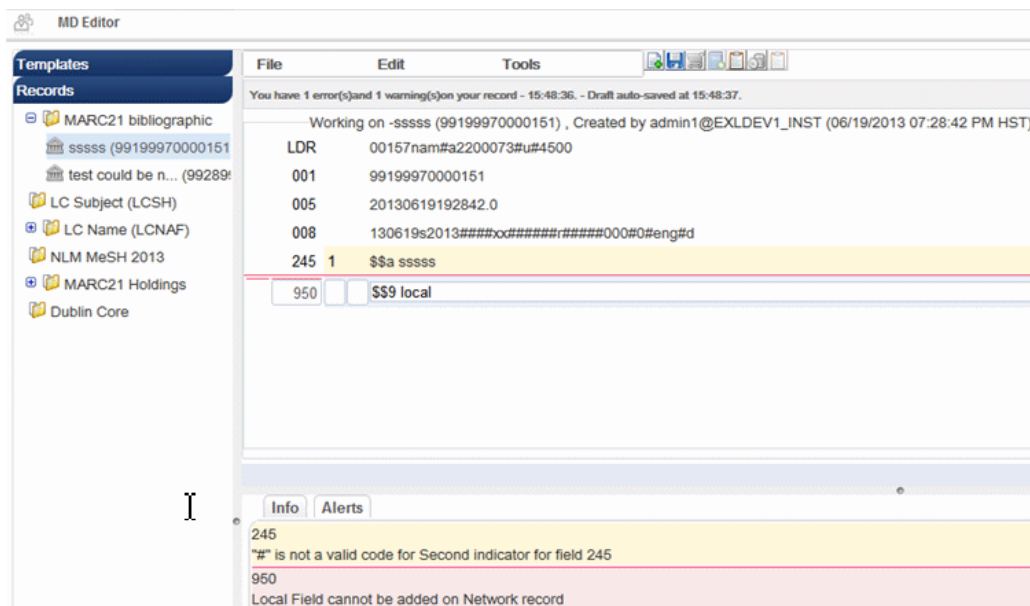 MD Editor
Templates
Records
MARC21 bibliographic
sssss (99199970000151
test could be n... (99289
LC Subject (LCSH)
LC Name (LCNAF)
NLM MeSH 2013
MARC21 Holdings
Dublin Core
File Edit Tools
You have 1 error(s)and 1 warning(s)on your record - 15:48:36. - Draft auto-saved at 15:48:37.
Working on -sssss (99199970000151) , Created by admin1@EXLDEV1_INST (06/19/2013 07:28:42 PM HST)
LDR 00157nam#a2200073#u#4500
001 99199970000151
005 20130619192842.0
008 130619s2013####xx######r#####000#0#eng#d
245 1 $$a sssss
950 $$9 local
Info Alerts
245
"#" is not a valid code for Second indicator for field 245
950
Local Field cannot be added on Network record